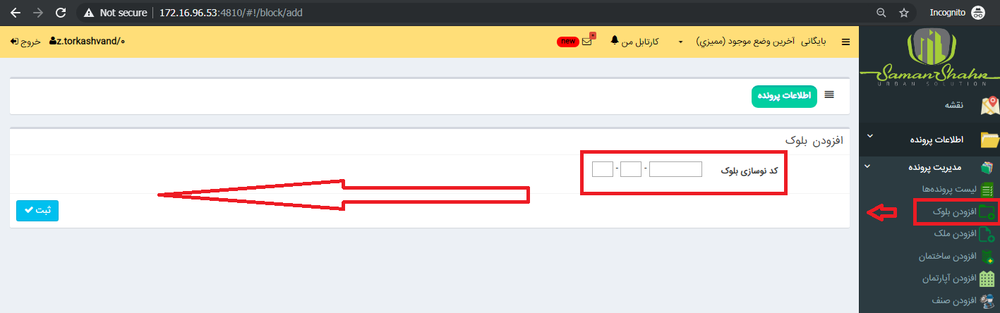 Not secure | 172.16.96.53:4810/#!/block/add
Incognito
بایگانی آخرین وضع موجود (ممیزي) کارتابل من new z.torkashvand/۰ خروج
SamanShahr
URBAN SOLUTION
نقشه
اطلاعات پرونده
مدیریت پرونده
لیست پرونده‌ها
افزودن بلوک
افزودن ملک
افزودن ساختمان
افزودن آپارتمان
افزودن صنف
اطلاعات پرونده
افزودن بلوک
کد نوسازی بلوک - -
ثبت